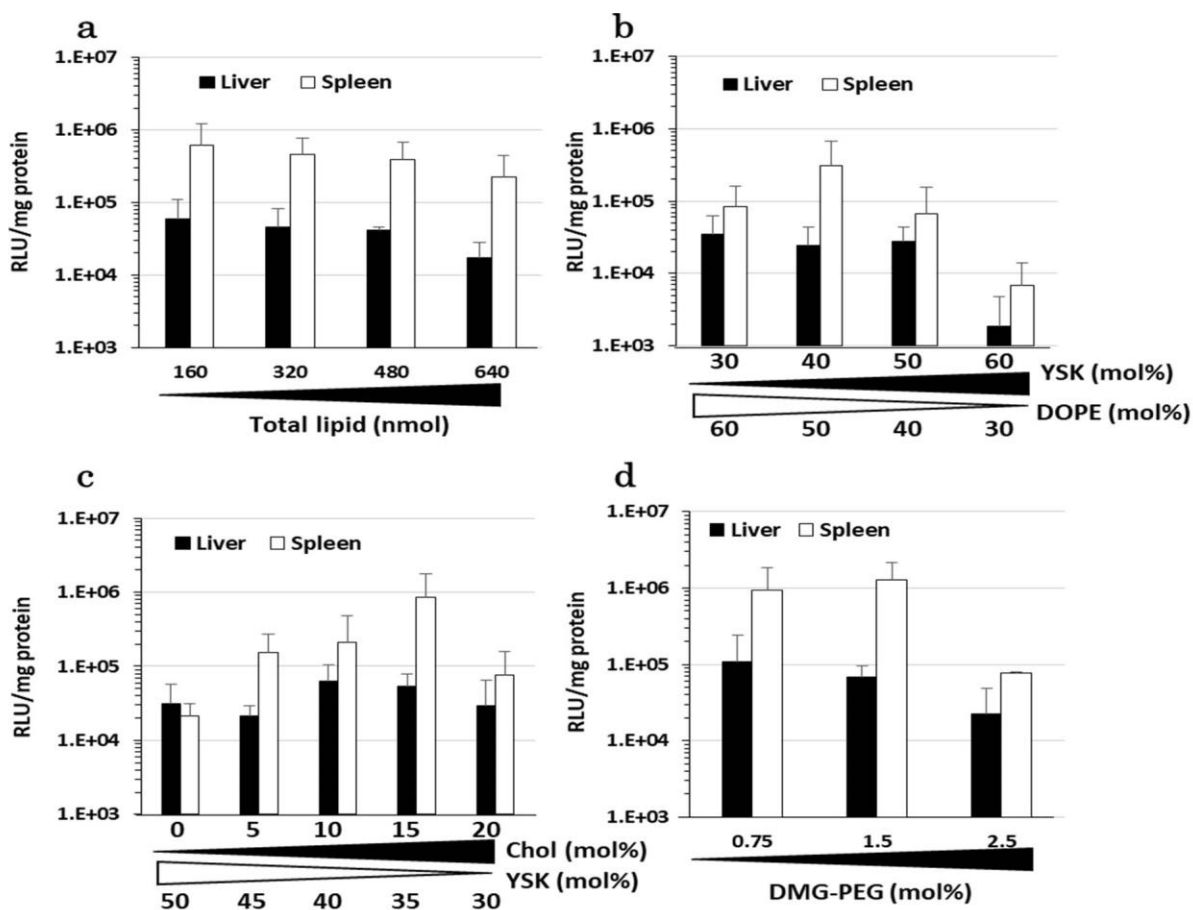 a
1.E+07
1.E+06
1.E+05
1.E+04
1.E+03
RLU/mg protein
Liver Spleen
160 320 480 640
Total lipid (nmol)
b
1.E+07
1.E+06
1.E+05
1.E+04
1.E+03
RLU/mg protein
Liver Spleen
30 40 50 60
YSK (mol%)
DOPE (mol%)
60 50 40 30
c
1.E+07
1.E+06
1.E+05
1.E+04
1.E+03
RLU/mg protein
Liver Spleen
0 5 10 15 20
Chol (mol%)
YSK (mol%)
50 45 40 35 30
d
1.E+07
1.E+06
1.E+05
1.E+04
1.E+03
RLU/mg protein
Liver Spleen
0.75 1.5 2.5
DMG-PEG (mol%)